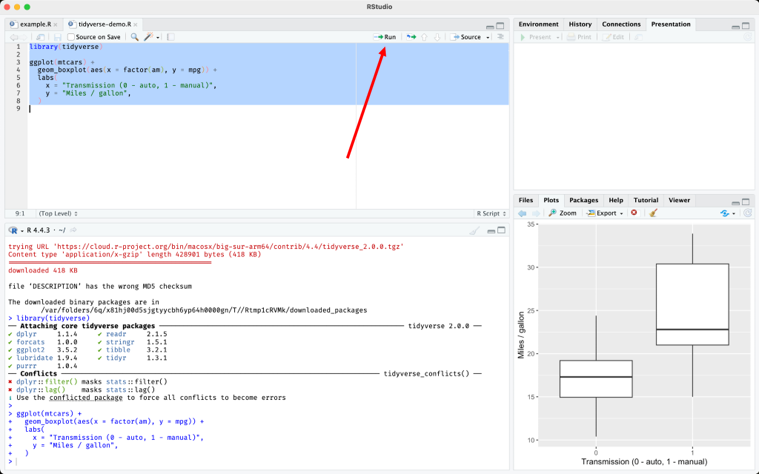 RStudio
example.R
tidyverse-demo.R
Source on Save
Run
Source
1 library(tidyverse)
2
3 ggplot(mtcars) +
4 geom_boxplot(aes(x = factor(am), y = mpg)) +
5 labs(
6 x = "Transmission (0 - auto, 1 - manual)",
7 y = "Miles / gallon",
8 )
9
9:1 (Top Level) R Script
R 4.4.3 · ~/
trying URL 'https://cloud.r-project.org/bin/macosx/big-sur-arm64/contrib/4.4/tidyverse_2.0.0.tgz'
Content type 'application/x-gzip' length 428901 bytes (418 KB)
==================================================
downloaded 418 KB
file 'DESCRIPTION' has the wrong MD5 checksum
The downloaded binary packages are in
/var/folders/6q/x81hj00d5sjgtyycbh6yp64h0000gn/T//Rtmp1cRVMk/downloaded_packages
> library(tidyverse)
── Attaching core tidyverse packages ── tidyverse 2.0.0 ──
✔ dplyr 1.1.4 ✔ readr 2.1.5
✔ forcats 1.0.0 ✔ stringr 1.5.1
✔ ggplot2 3.5.2 ✔ tibble 3.2.1
✔ lubridate 1.9.4 ✔ tidyr 1.3.1
✔ purrr 1.0.4
── Conflicts ── tidyverse_conflicts() ──
✖ dplyr::filter() masks stats::filter()
✖ dplyr::lag() masks stats::lag()
ℹ Use the conflicted package to force all conflicts to become errors
>
> ggplot(mtcars) +
+ geom_boxplot(aes(x = factor(am), y = mpg)) +
+ labs(
+ x = "Transmission (0 - auto, 1 - manual)",
+ y = "Miles / gallon",
+ )
>
Environment History Connections Presentation
Present Print Edit
Files Plots Packages Help Tutorial Viewer
Zoom Export
35
30
25
20
15
10
Miles / gallon
0 1
Transmission (0 - auto, 1 - manual)